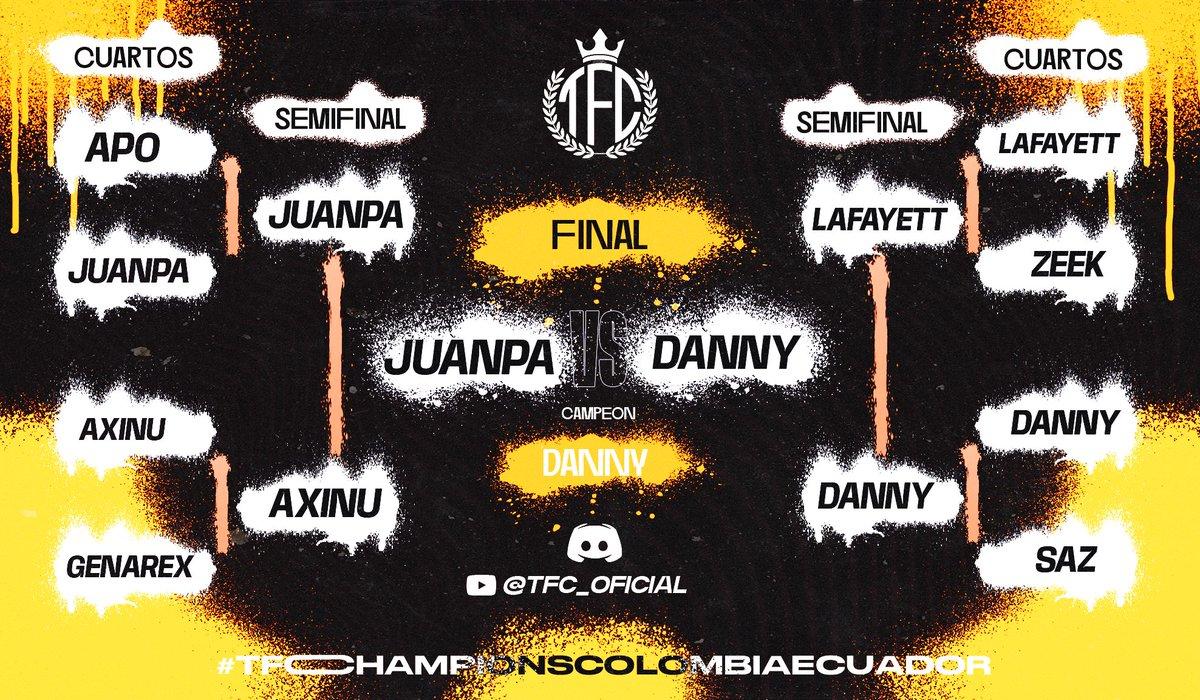 CUARTOS
APO
JUANPA
AXINU
GENAREX
SEMIFINAL
JUANPA
AXINU
TFC
FINAL
JUANPA VS DANNY
CAMPEON
DANNY
@TFC_OFICIAL
SEMIFINAL
LAFAYETT
DANNY
CUARTOS
LAFAYETT
ZEEK
DANNY
SAZ
#TFCCHAMPIONSCOLOMBIAECUADOR